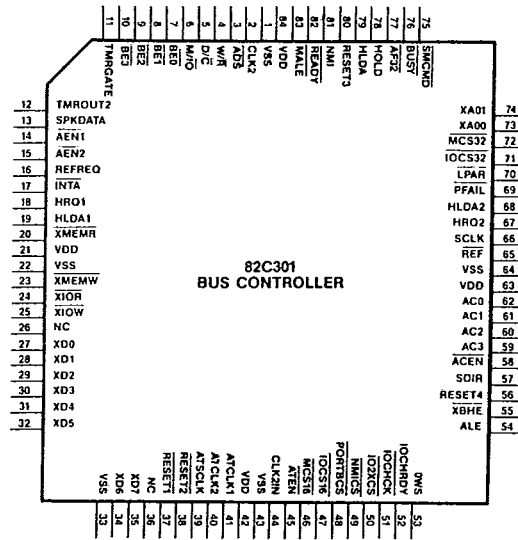 11 TMRGATE
10 BE3
9 BE2
8 BE1
7 BE0
6 M/IO
5 D/C
4 W/R
3 ADS
2 CLK2
1 VSS
84 VDD
83 MALE
82 READY
81 NMI
80 RESET3
79 HLDA
78 HOLD
77 AF32
76 BUSY
75 SMCMD
12 TMROUT2
13 SPKDATA
14 AEN1
15 AEN2
16 REFREQ
17 INTA
18 HRQ1
19 HLDA1
20 XMEMR
21 VDD
22 VSS
23 XMEMW
24 XIOR
25 XIOW
26 NC
27 XD0
28 XD1
29 XD2
30 XD3
31 XD4
32 XD5
82C301
BUS CONTROLLER
XA01 74
XA00 73
MCS32 72
IOCS32 71
LPAR 70
PFAIL 69
HLDA2 68
HRQ2 67
SCLK 66
REF 65
VSS 64
VDD 63
AC0 62
AC1 61
AC2 60
AC3 59
ACEN 58
SDIR 57
RESET4 56
XBHE 55
ALE 54
VSS 33
XD6 34
XD7 35
NC 36
RESET1 37
RESET2 38
ATSCLK 39
ATCLK2 40
ATCLK1 41
VDD 42
VSS 43
CLK2IN 44
ATEN 45
MCS16 46
IOCS16 47
PORTBCS 48
NMICS 49
IO2XCS 50
IOCHCK 51
IOCHRDY 52
0WS 53